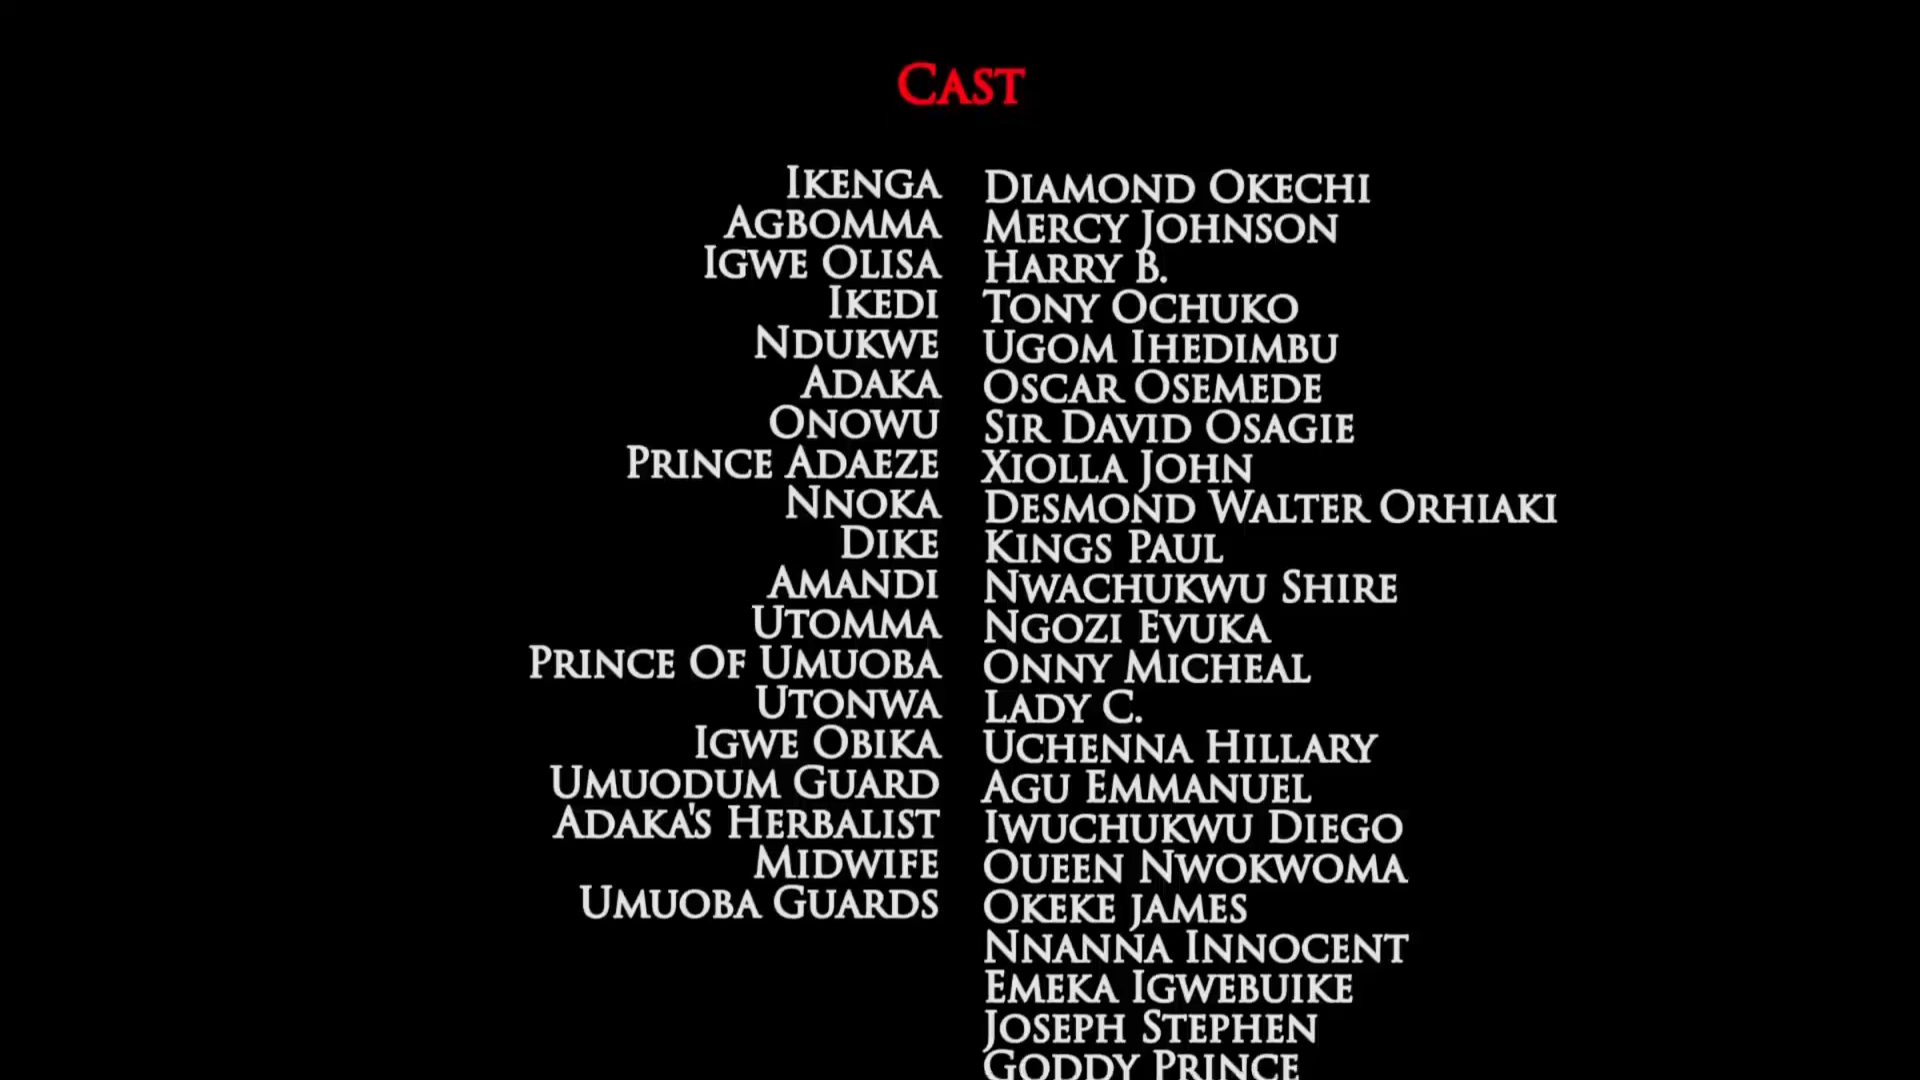 CAST
IKENGA DIAMOND OKECHI
AGBOMMA MERCY JOHNSON
IGWE OLISA HARRY B.
IKEDI TONY OCHUKO
NDUKWE UGOM IHEDIMBU
ADAKA OSCAR OSEMEDE
ONOWU SIR DAVID OSAGIE
PRINCE ADAEZE XIOLLA JOHN
NNOKA DESMOND WALTER ORHIAKI
DIKE KINGS PAUL
AMANDI NWACHUKWU SHIRE
UTOMMA NGOZI EVUKA
PRINCE OF UMUOBA ONNY MICHEAL
UTONWA LADY C.
IGWE OBIKA UCHENNA HILLARY
UMUODUM GUARD AGU EMMANUEL
ADAKA'S HERBALIST IWUCHUKWU DIEGO
MIDWIFE QUEEN NWOKWOMA
UMUOBA GUARDS OKEKE JAMES
NNANNA INNOCENT
EMEKA IGWEBUIKE
JOSEPH STEPHEN
GODDY PRINCE